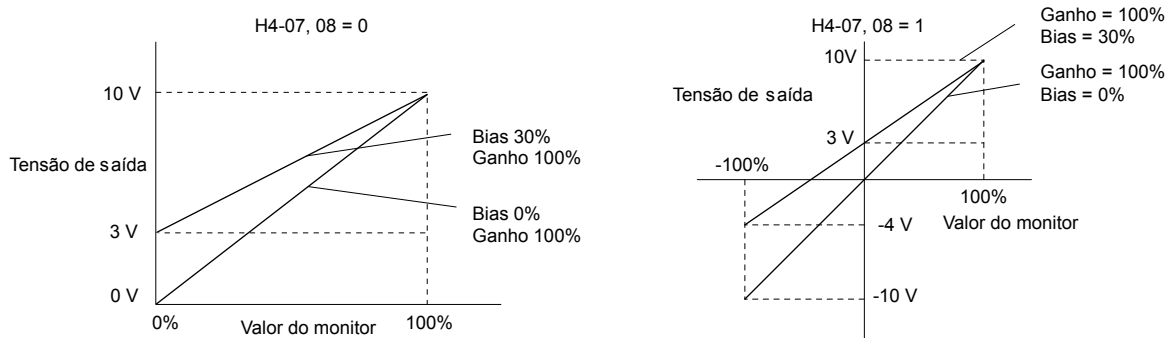 H4-07, 08 = 0
10 V
Tensão de saída
3 V
0 V
0%
Valor do monitor
100%
Bias 30%
Ganho 100%
Bias 0%
Ganho 100%
H4-07, 08 = 1
10V
Tensão de saída
3 V
-100%
100%
Valor do monitor
-4 V
-10 V
Ganho = 100%
Bias = 30%
Ganho = 100%
Bias = 0%